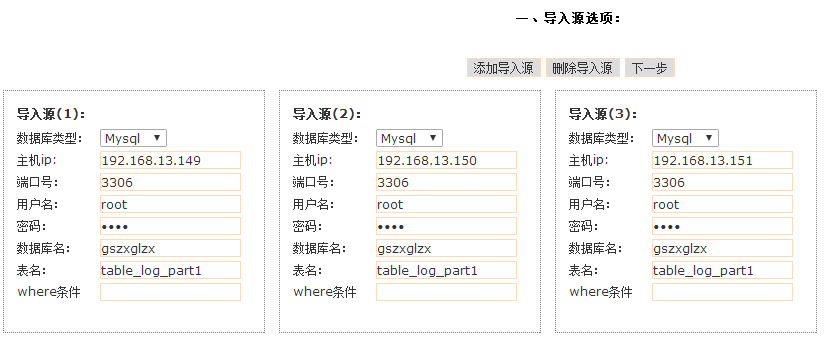 一、导入源选项：
添加导入源 删除导入源 下一步
导入源(1)：
数据库类型： Mysql
主机ip: 192.168.13.149
端口号: 3306
用户名: root
密码: ••••
数据库名: gszxglzx
表名: table_log_part1
where条件
导入源(2)：
数据库类型： Mysql
主机ip: 192.168.13.150
端口号: 3306
用户名: root
密码: ••••
数据库名: gszxglzx
表名: table_log_part1
where条件
导入源(3)：
数据库类型： Mysql
主机ip: 192.168.13.151
端口号: 3306
用户名: root
密码: ••••
数据库名: gszxglzx
表名: table_log_part1
where条件